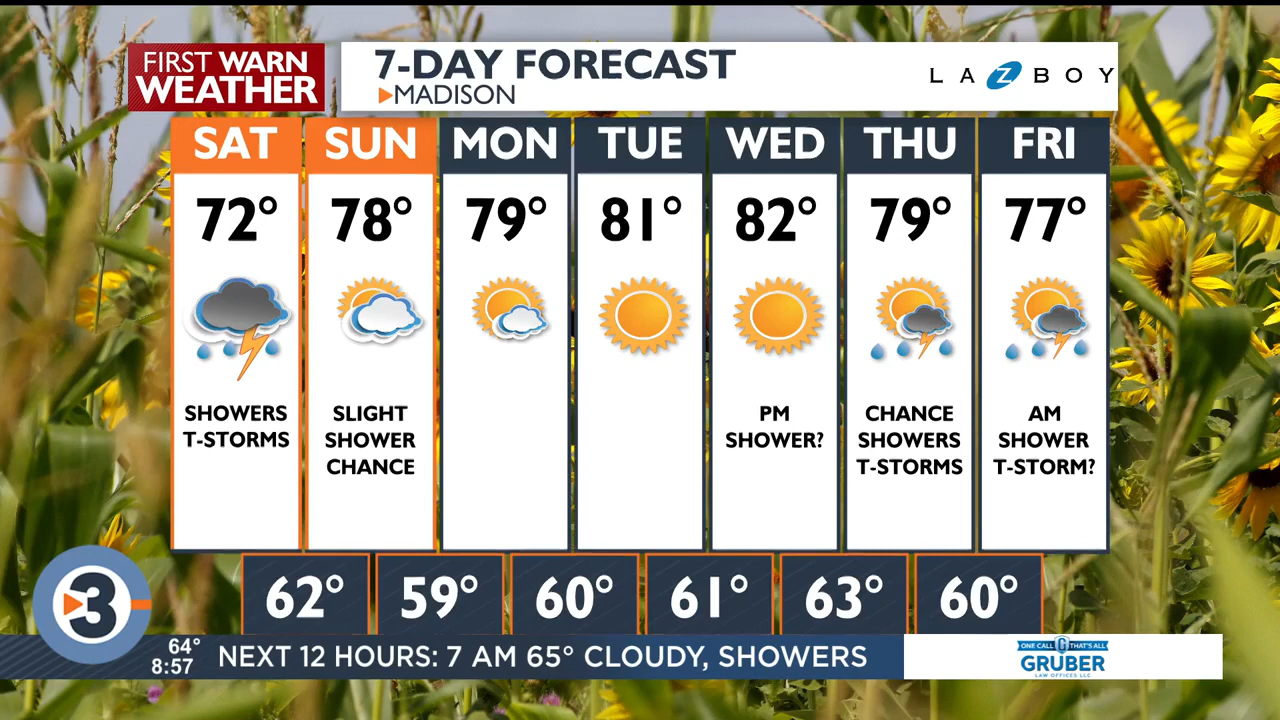 FIRST WARN
WEATHER
7-DAY FORECAST
MADISON
LA Z BOY
SAT SUN MON TUE WED THU FRI
72° 78° 79° 81° 82° 79° 77°
SHOWERS
T-STORMS
SLIGHT
SHOWER
CHANCE
PM
SHOWER?
CHANCE
SHOWERS
T-STORMS
AM
SHOWER
T-STORM?
62° 59° 60° 61° 63° 60°
3
64°
8:57
NEXT 12 HOURS: 7 AM 65° CLOUDY, SHOWERS
ONE CALL G THAT'S ALL
GRUBER
LAW OFFICES LLC